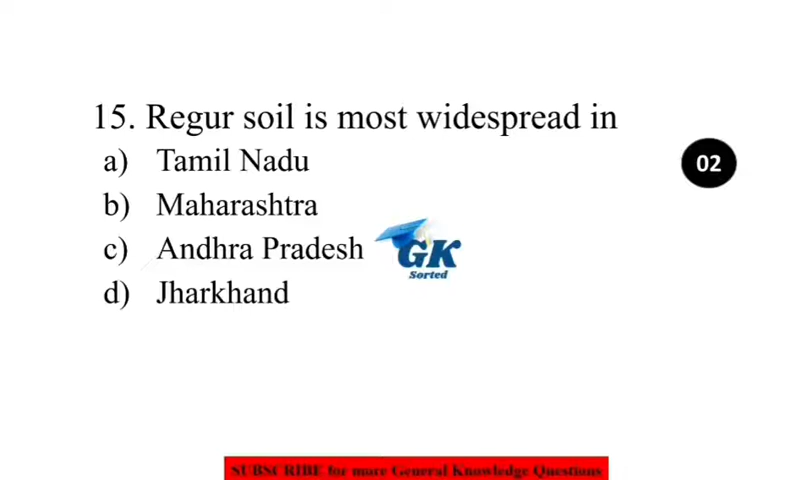 15. Regur soil is most widespread in
a) Tamil Nadu
02
b) Maharashtra
c) Andhra Pradesh
GK
Sorted
d) Jharkhand
SUBSCRIBE for more General Knowledge Questions